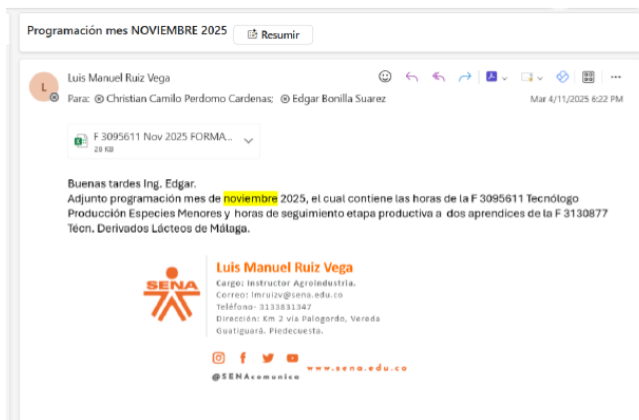 Programación mes NOVIEMBRE 2025
Resumir
L
Luis Manuel Ruiz Vega
Para: Christian Camilo Perdomo Cardenas; Edgar Bonilla Suarez
Mar 4/11/2025 6:22 PM
F 3095611 Nov 2025 FORMA...
28 KB
Buenas tardes Ing. Edgar.
Adjunto programación mes de noviembre 2025, el cual contiene las horas de la F 3095611 Tecnólogo
Producción Especies Menores y horas de seguimiento etapa productiva a dos aprendices de la F 3130877
Técn. Derivados Lácteos de Málaga.
SENA
Luis Manuel Ruiz Vega
Cargo: Instructor Agroindustria.
Correo: lmruizv@sena.edu.co
Teléfono- 3133831347
Dirección: Km 2 vía Palogordo, Vereda
Guatiguará. Piedecuesta.
@SENAcomunica
www.sena.edu.co